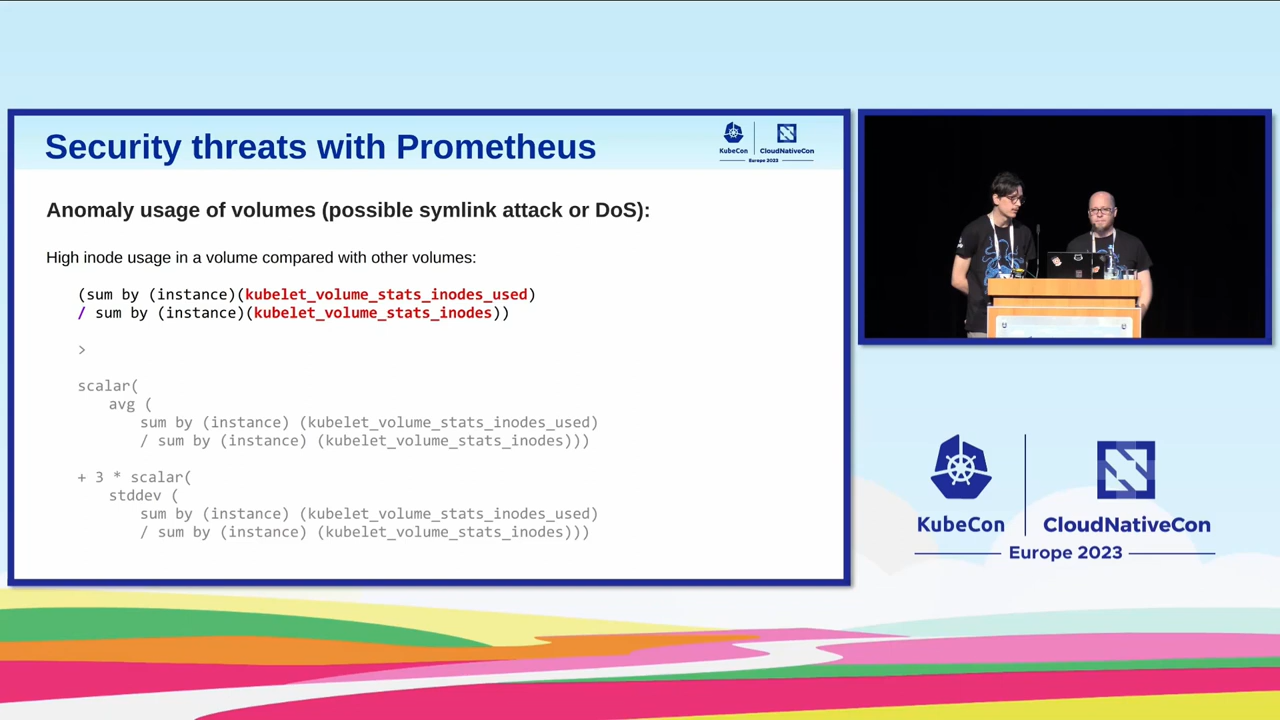 Security threats with Prometheus
KubeCon
CloudNativeCon
Europe 2023
Anomaly usage of volumes (possible symlink attack or DoS):
High inode usage in a volume compared with other volumes:
(sum by (instance)(kubelet_volume_stats_inodes_used)
/ sum by (instance)(kubelet_volume_stats_inodes))
>
scalar(
avg (
sum by (instance) (kubelet_volume_stats_inodes_used)
/ sum by (instance) (kubelet_volume_stats_inodes)))
+ 3 * scalar(
stddev (
sum by (instance) (kubelet_volume_stats_inodes_used)
/ sum by (instance) (kubelet_volume_stats_inodes)))
KubeCon
CloudNativeCon
Europe 2023